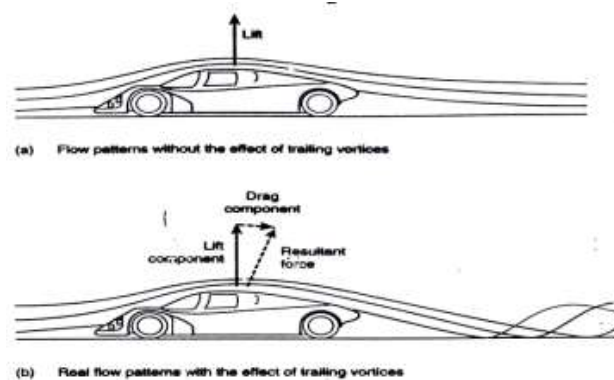 Lift
(a) Flow patterns without the effect of trailing vortices
Drag
component
Lift
component
Resultant
force
(b) Real flow patterns with the effect of trailing vortices